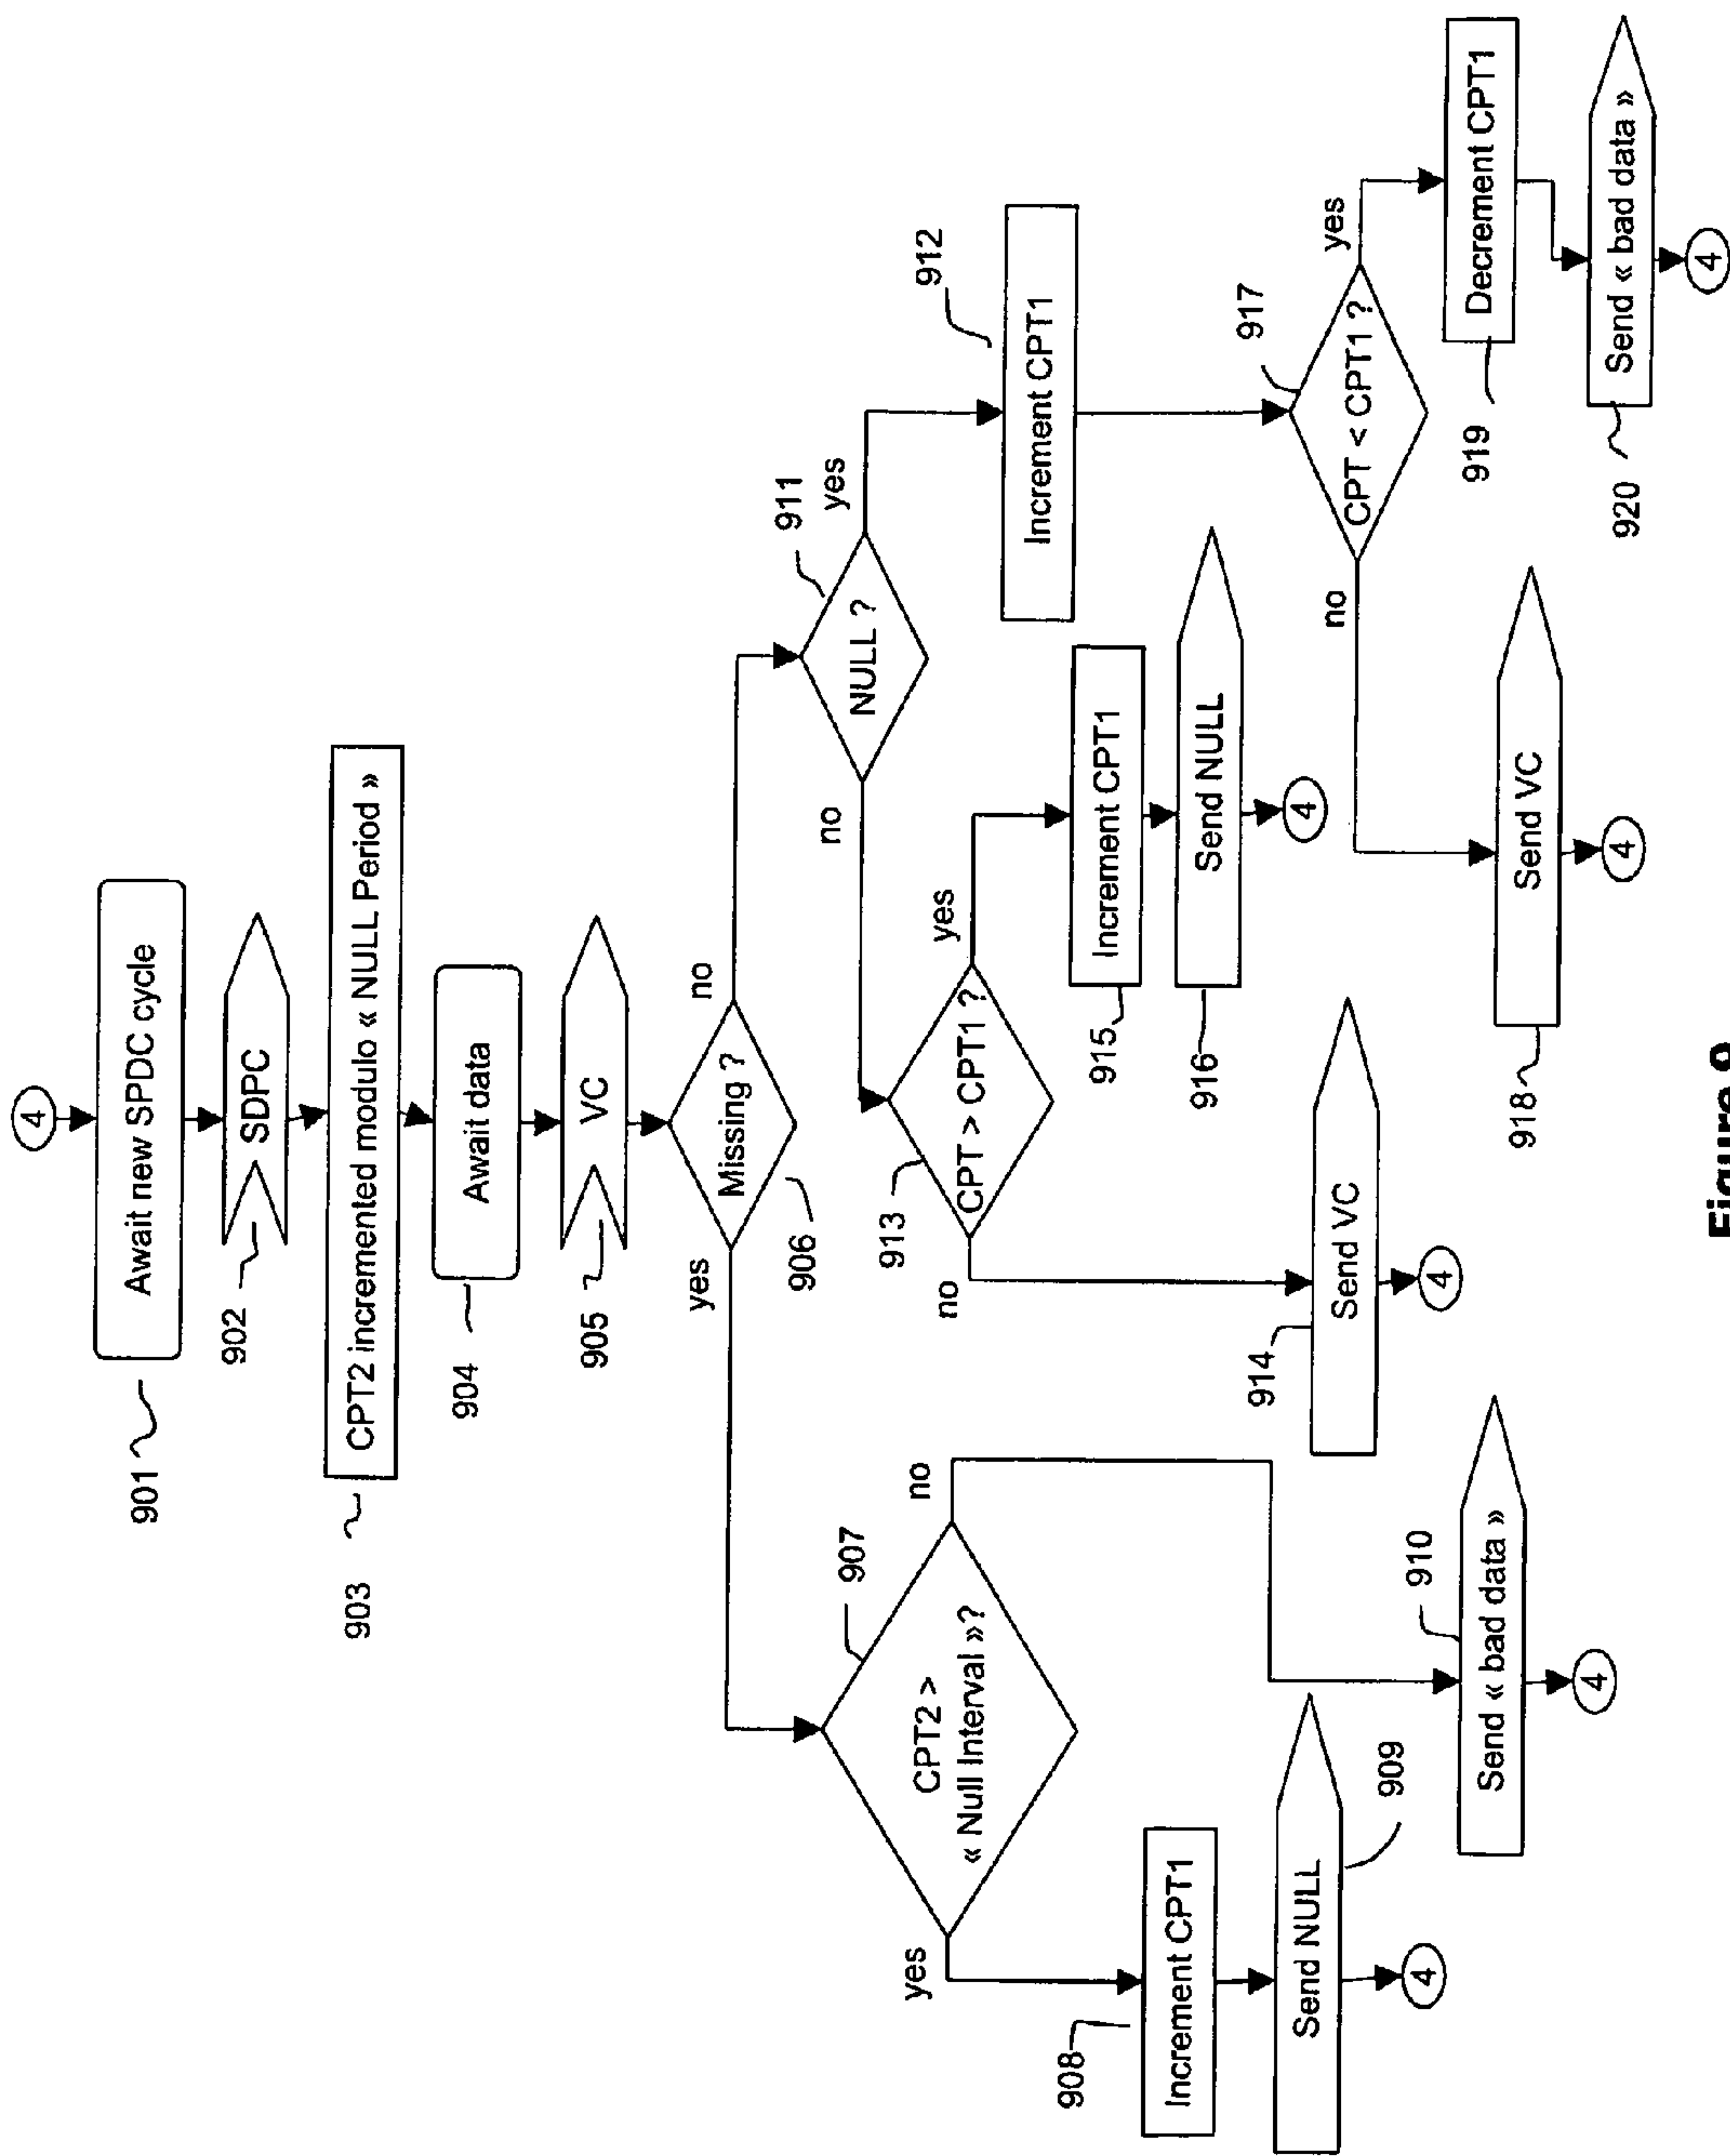 4
Await new SPDC cycle
901
SDPC
902
CPT2 incremented modulo « NULL Period »
903
Await data
904
VC
905
Missing ?
906
yes
no
CPT2 >
« Null Interval »?
907
yes
no
Increment CPT1
908
Send NULL
909
4
Send « bad data »
910
4
NULL ?
911
no
yes
Increment CPT1
912
CPT > CPT1 ?
913
no
yes
Send VC
914
4
Increment CPT1
915
Send NULL
916
4
CPT < CPT1 ?
917
no
yes
Send VC
918
4
Decrement CPT1
919
Send « bad data »
920
4